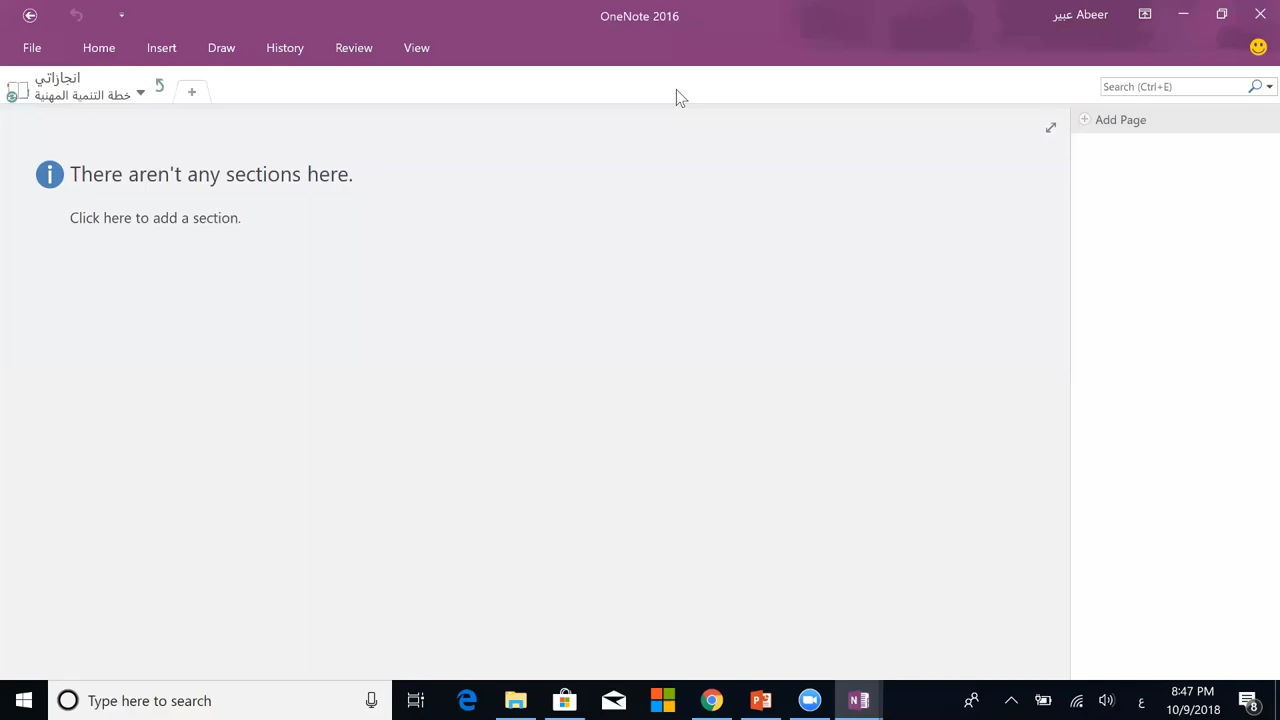 OneNote 2016
Abeer عبير
File Home Insert Draw History Review View
انجازاتي
خطة التنمية المهنية
Search (Ctrl+E)
Add Page
There aren't any sections here.
Click here to add a section.
Type here to search
ع
8:47 PM
10/9/2018
8